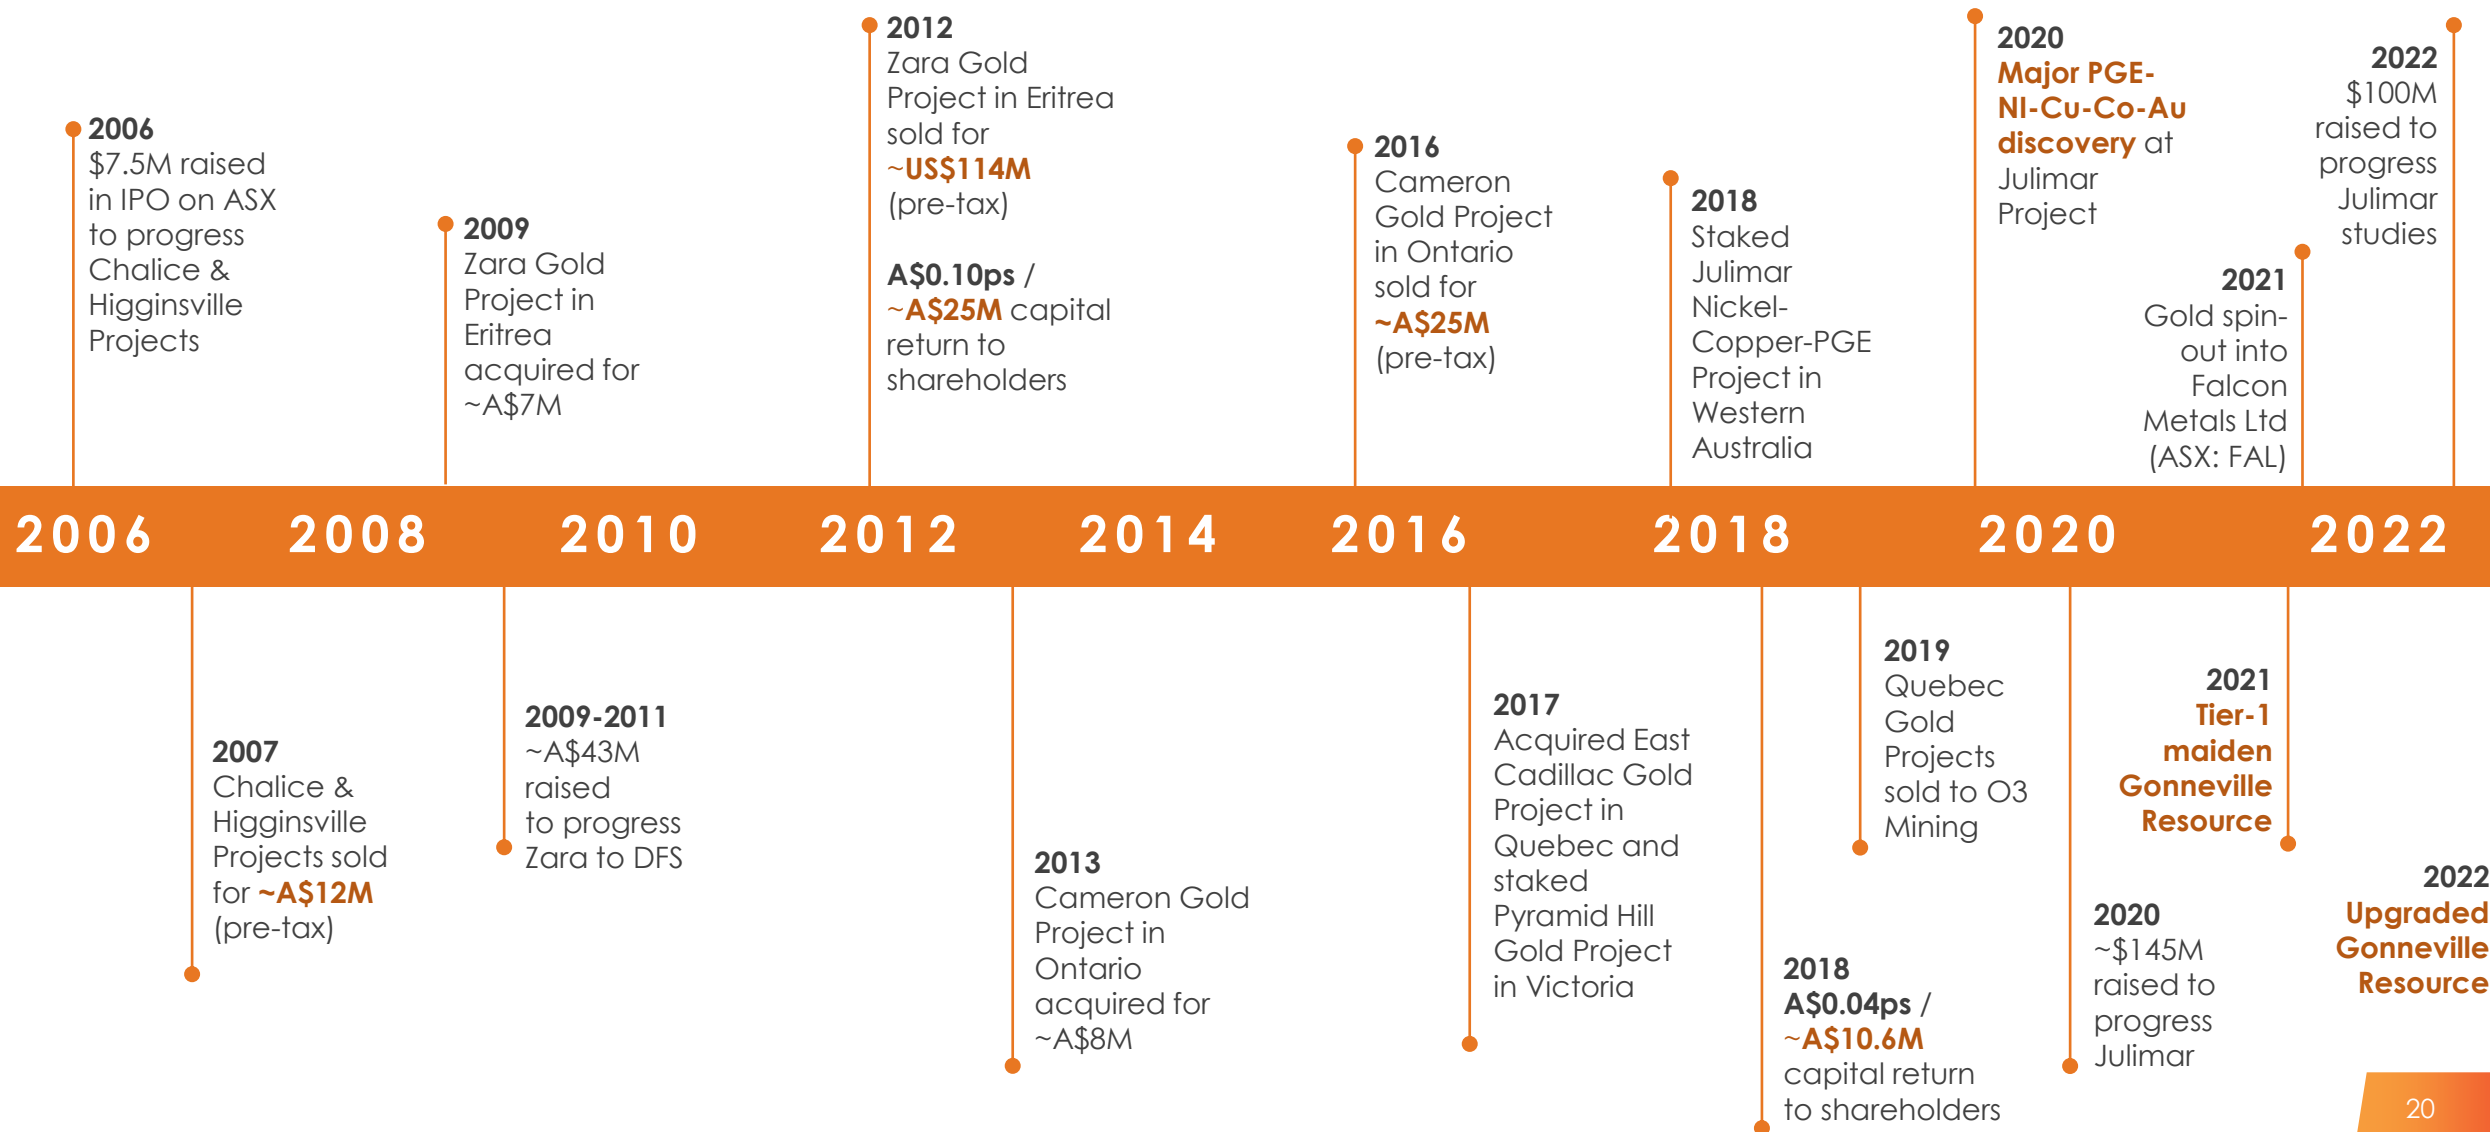 2006
$7.5M raised
in IPO on ASX
to progress
Chalice &
Higginsville
Projects
2009
Zara Gold
Project in
Eritrea
acquired for
~A$7M
2012
Zara Gold
Project in Eritrea
sold for
~US$114M
(pre-tax)
A$0.10ps /
~A$25M capital
return to
shareholders
2016
Cameron
Gold Project
in Ontario
sold for
~A$25M
(pre-tax)
2018
Staked
Julimar
Nickel-
Copper-PGE
Project in
Western
Australia
2020
Major PGE-
NI-Cu-Co-Au
discovery at
Julimar
Project
2021
Gold spin-
out into
Falcon
Metals Ltd
(ASX: FAL)
2022
$100M
raised to
progress
Julimar
studies
2006 2008 2010 2012 2014 2016 2018 2020 2022
2007
Chalice &
Higginsville
Projects sold
for ~A$12M
(pre-tax)
2009-2011
~A$43M
raised
to progress
Zara to DFS
2013
Cameron Gold
Project in
Ontario
acquired for
~A$8M
2017
Acquired East
Cadillac Gold
Project in
Quebec and
staked
Pyramid Hill
Gold Project
in Victoria
2018
A$0.04ps /
~A$10.6M
capital return
to shareholders
2019
Quebec
Gold
Projects
sold to O3
Mining
2020
~$145M
raised to
progress
Julimar
2021
Tier-1
maiden
Gonneville
Resource
2022
Upgraded
Gonneville
Resource
20